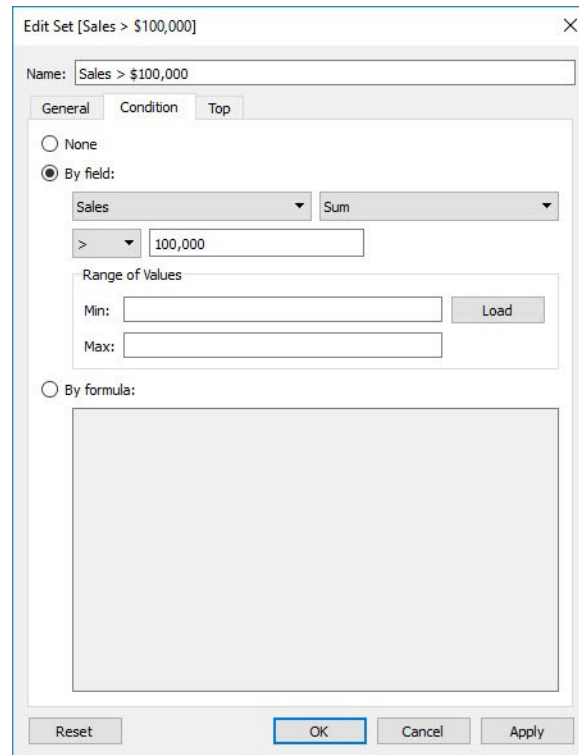 Edit Set [Sales > $100,000]
Name: Sales > $100,000
General Condition Top
None
By field:
Sales Sum
> 100,000
Range of Values
Min: Load
Max:
By formula:
Reset OK Cancel Apply